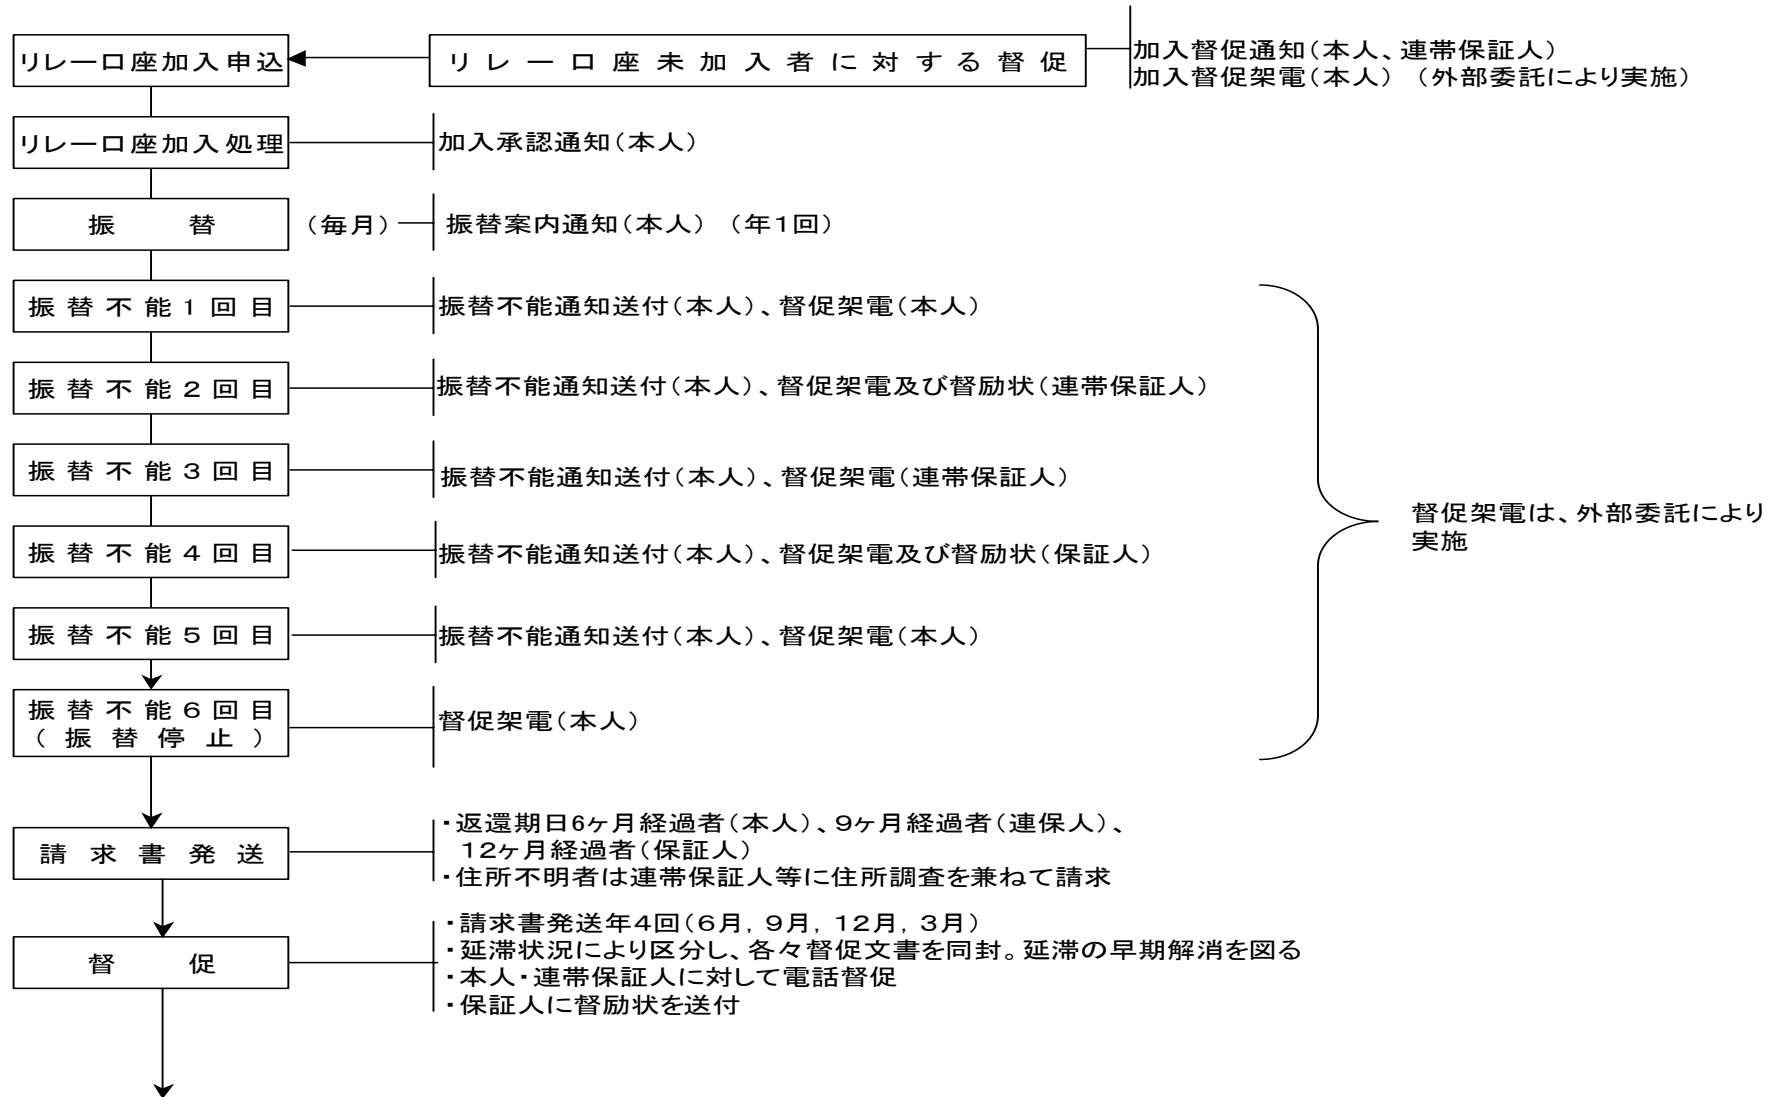 リレー口座加入申込
リレー口座未加入者に対する督促
加入督促通知(本人、連帯保証人)
加入督促架電(本人) (外部委託により実施)
リレー口座加入処理
加入承認通知(本人)
振替
(毎月)
振替案内通知(本人) (年1回)
振替不能1回目
振替不能通知送付(本人)、督促架電(本人)
振替不能2回目
振替不能通知送付(本人)、督促架電及び督励状(連帯保証人)
振替不能3回目
振替不能通知送付(本人)、督促架電(連帯保証人)
督促架電は、外部委託により
実施
振替不能4回目
振替不能通知送付(本人)、督促架電及び督励状(保証人)
振替不能5回目
振替不能通知送付(本人)、督促架電(本人)
振替不能6回目
(振替停止)
督促架電(本人)
請求書発送
・返還期日6ヶ月経過者(本人)、9ヶ月経過者(連保人)、
12ヶ月経過者(保証人)
・住所不明者は連帯保証人等に住所調査を兼ねて請求
督促
・請求書発送年4回(6月, 9月, 12月, 3月)
・延滞状況により区分し、各々督促文書を同封。延滞の早期解消を図る
・本人・連帯保証人に対して電話督促
・保証人に督励状を送付